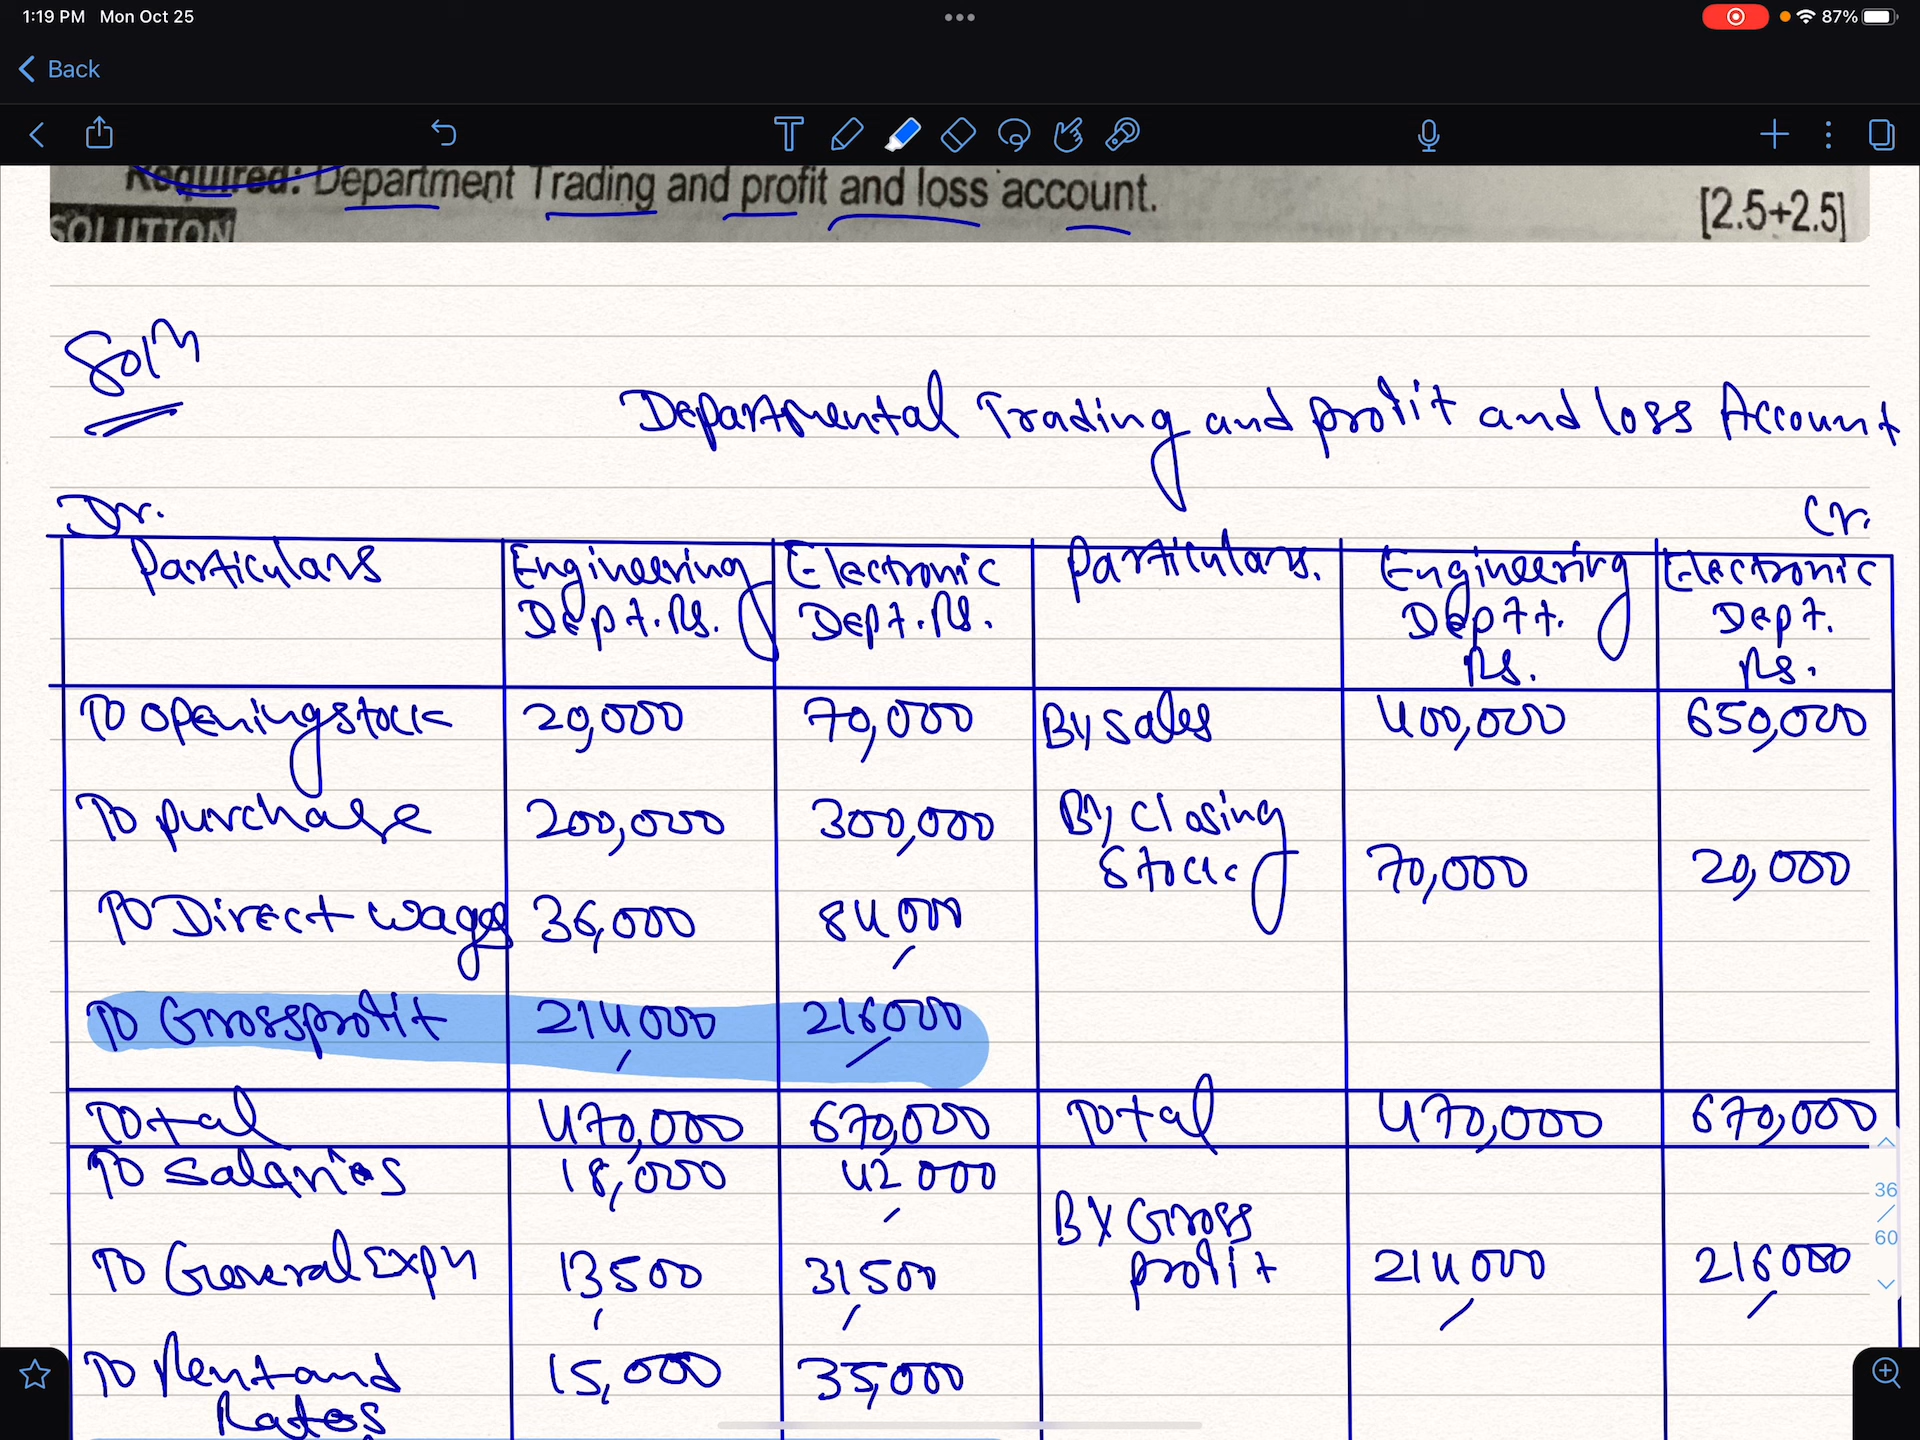 1:19 PM Mon Oct 25
87%
Back
Required: Department Trading and profit and loss account.
[2.5+2.5]
SOLUTION
Soln
Departmental Trading and profit and loss Account
Dr. Cr.
Particulars Engineering Dept. Rs. Electronic Dept. Rs. Particulars. Engineering Deptt. Rs. Electronic Dept. Rs.
To opening stock 20,000 70,000 By Sales 400,000 650,000
To purchase 200,000 300,000 By Closing
Stock 70,000 20,000
To Direct wages 36,000 84,000
To Grossprofit 214,000 216,000
Total 470,000 670,000 Total 470,000 670,000
To Salaries 18,000 42,000
By Gross
To General Expn 13,500 31,500 profit 214,000 216,000
To Rent and 15,000 35,000
Rates
36
60